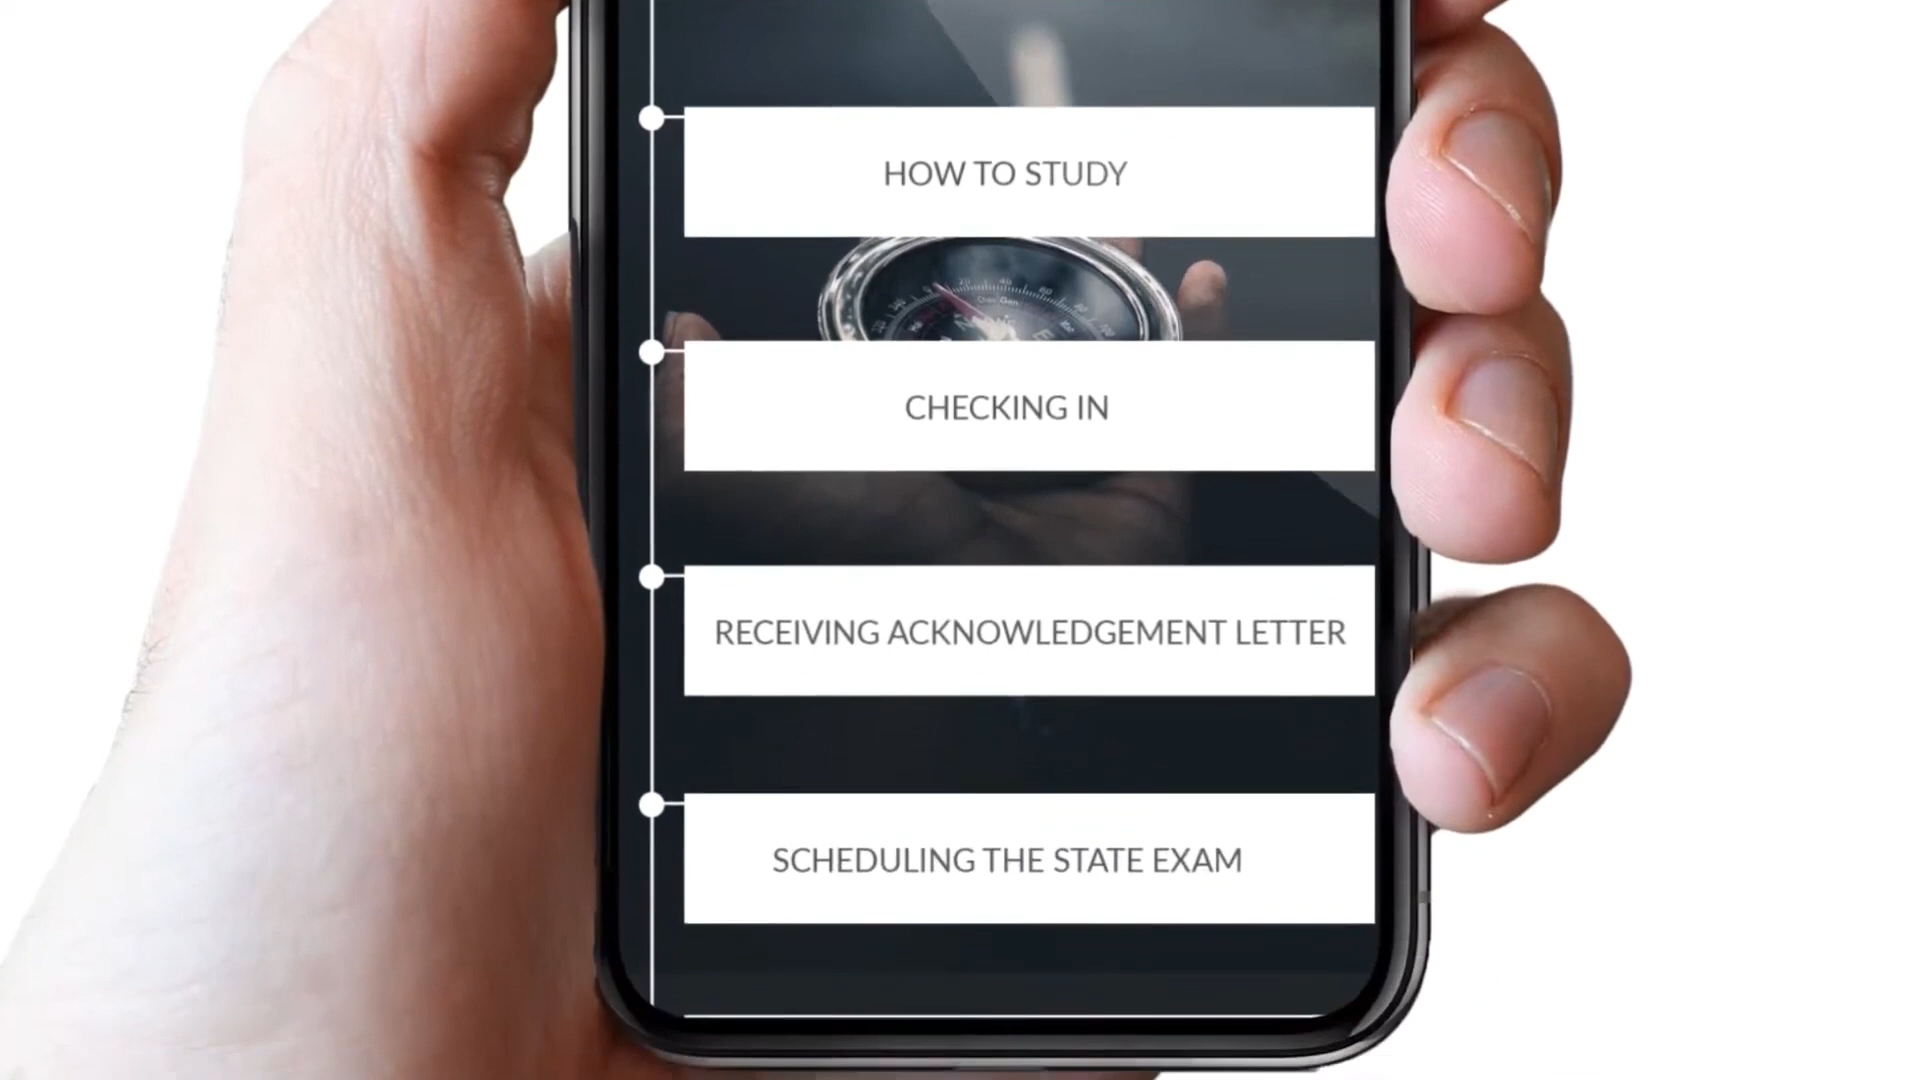 HOW TO STUDY
CHECKING IN
RECEIVING ACKNOWLEDGEMENT LETTER
SCHEDULING THE STATE EXAM